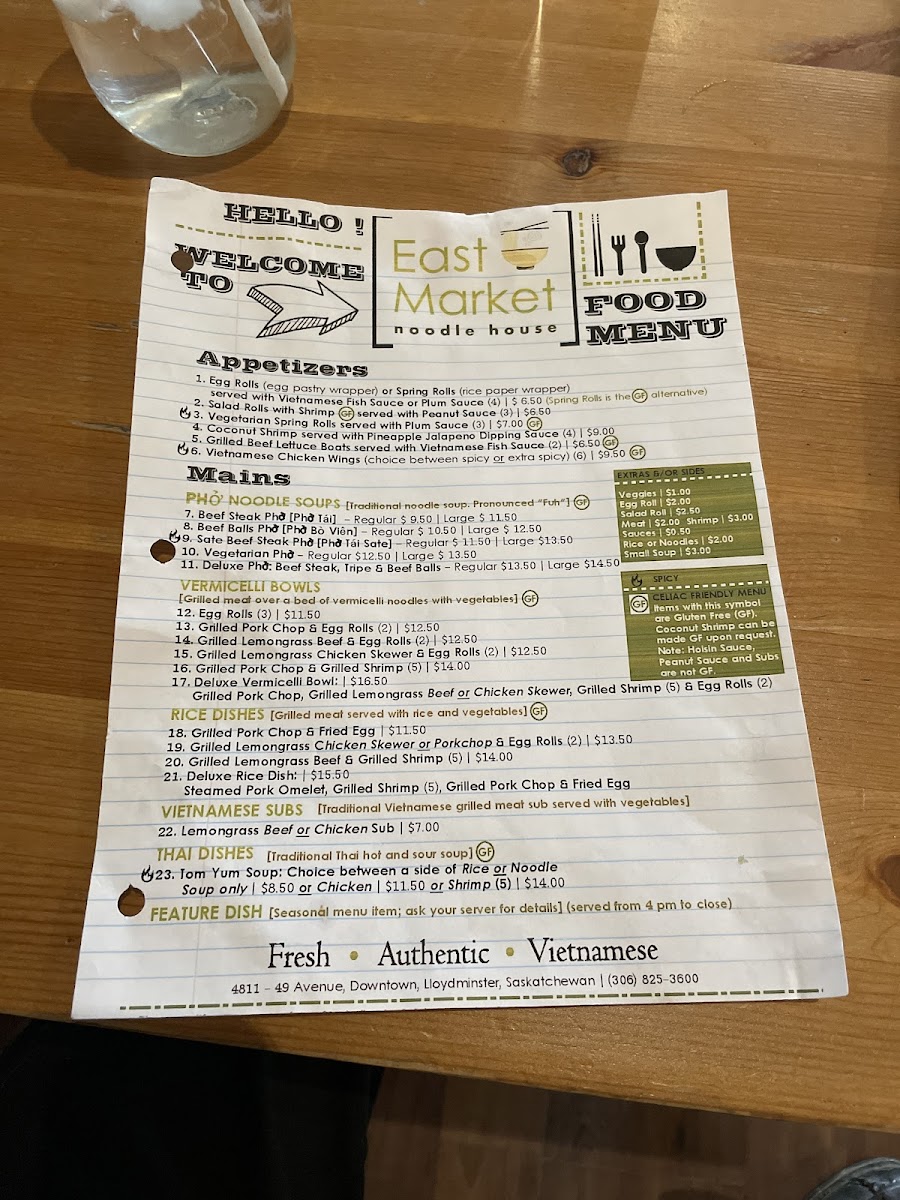 HELLO !
WELCOME
TO
East
Market
noodle house
FOOD
MENU
Appetizers
1. Egg Rolls (egg pastry wrapper) or Spring Rolls (rice paper wrapper)
served with Vietnamese Fish Sauce or Plum Sauce (4) | $ 6.50 (Spring Rolls is the GF alternative)
2. Salad Rolls with Shrimp GF served with Peanut Sauce (3) | $6.50
3. Vegetarian Spring Rolls served with Plum Sauce (3) | $7.00 GF
4. Coconut Shrimp served with Pineapple Jalapeno Dipping Sauce (4) | $9.00
5. Grilled Beef Lettuce Boats served with Vietnamese Fish Sauce (2) | $6.50 GF
6. Vietnamese Chicken Wings (choice between spicy or extra spicy) (6) | $9.50 GF
Mains
PHỞ' NOODLE SOUPS [Traditional noodle soup. Pronounced "Fuh"] GF
7. Beef Steak Phở [Phở Tái] – Regular $ 9.50 | Large $ 11.50
8. Beef Balls Phở [Phở Bò Viên] – Regular $ 10.50 | Large $ 12.50
9. Sate Beef Steak Phở [Phở Tái Sate] – Regular $ 11.50 | Large $13.50
10. Vegetarian Phở – Regular $12.50 | Large $ 13.50
11. Deluxe Phở: Beef Steak, Tripe & Beef Balls – Regular $13.50 | Large $14.50
EXTRAS &/OR SIDES
Veggies | $1.00
Egg Roll | $2.00
Salad Roll | $2.50
Meat | $2.00 Shrimp | $3.00
Sauces | $0.50
Rice or Noodles | $2.00
Small Soup | $3.00
SPICY
GF CELIAC FRIENDLY MENU
Items with this symbol
are Gluten Free (GF).
Coconut Shrimp can be
made GF upon request.
Note: Hoisin Sauce,
Peanut Sauce and Subs
are not GF.
VERMICELLI BOWLS
[Grilled meat over a bed of vermicelli noodles with vegetables] GF
12. Egg Rolls (3) | $11.50
13. Grilled Pork Chop & Egg Rolls (2) | $12.50
14. Grilled Lemongrass Beef & Egg Rolls (2) | $12.50
15. Grilled Lemongrass Chicken Skewer & Egg Rolls (2) | $12.50
16. Grilled Pork Chop & Grilled Shrimp (5) | $14.00
17. Deluxe Vermicelli Bowl: | $16.50
Grilled Pork Chop, Grilled Lemongrass Beef or Chicken Skewer, Grilled Shrimp (5) & Egg Rolls (2)
RICE DISHES [Grilled meat served with rice and vegetables] GF
18. Grilled Pork Chop & Fried Egg | $11.50
19. Grilled Lemongrass Chicken Skewer or Porkchop & Egg Rolls (2) | $13.50
20. Grilled Lemongrass Beef & Grilled Shrimp (5) | $14.00
21. Deluxe Rice Dish: | $15.50
Steamed Pork Omelet, Grilled Shrimp (5), Grilled Pork Chop & Fried Egg
VIETNAMESE SUBS [Traditional Vietnamese grilled meat sub served with vegetables]
22. Lemongrass Beef or Chicken Sub | $7.00
THAI DISHES [Traditional Thai hot and sour soup] GF
23. Tom Yum Soup: Choice between a side of Rice or Noodle
Soup only | $8.50 or Chicken | $11.50 or Shrimp (5) | $14.00
FEATURE DISH [Seasonal menu item; ask your server for details] (served from 4 pm to close)
Fresh • Authentic • Vietnamese
4811 – 49 Avenue, Downtown, Lloydminster, Saskatchewan | (306) 825-3600